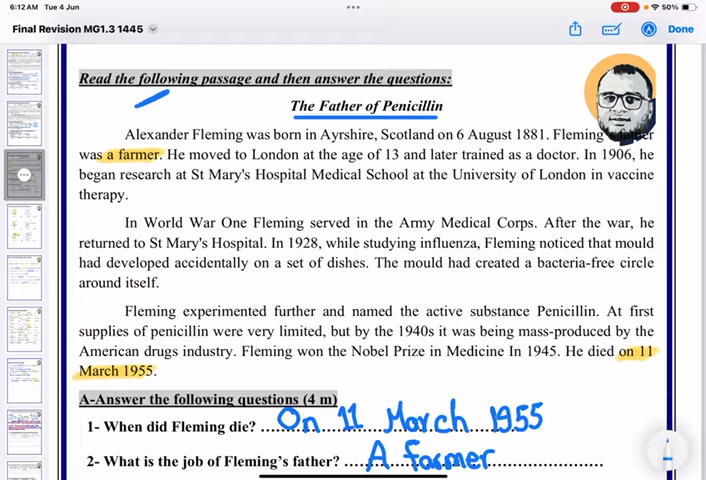 6:12 AM Tue 4 Jun
50%
Final Revision MG1.3 1445
Done
Read the following passage and then answer the questions:
The Father of Penicillin
Alexander Fleming was born in Ayrshire, Scotland on 6 August 1881. Fleming
was a farmer. He moved to London at the age of 13 and later trained as a doctor. In 1906, he
began research at St Mary's Hospital Medical School at the University of London in vaccine
therapy.
In World War One Fleming served in the Army Medical Corps. After the war, he
returned to St Mary's Hospital. In 1928, while studying influenza, Fleming noticed that mould
had developed accidentally on a set of dishes. The mould had created a bacteria-free circle
around itself.
Fleming experimented further and named the active substance Penicillin. At first
supplies of penicillin were very limited, but by the 1940s it was being mass-produced by the
American drugs industry. Fleming won the Nobel Prize in Medicine In 1945. He died on 11
March 1955.
A-Answer the following questions (4 m)
1- When did Fleming die? On 11 March 1955
2- What is the job of Fleming's father? A farmer